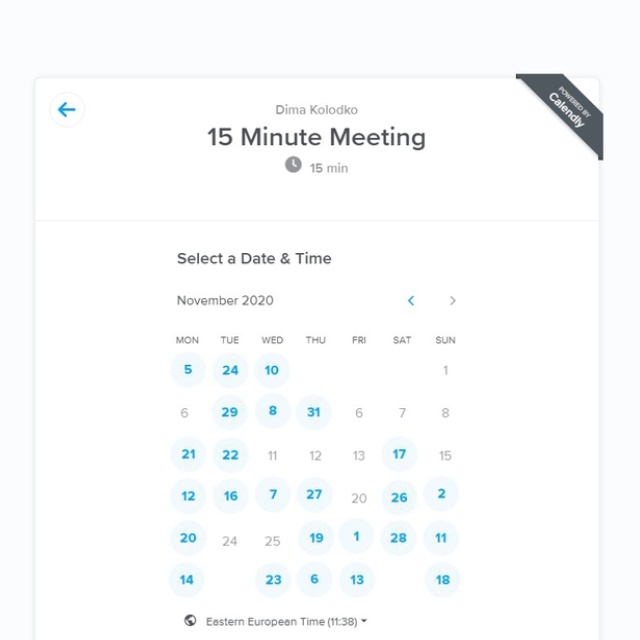 Dima Kolodko
15 Minute Meeting
15 min
POWERED BY
Calendly
Select a Date & Time
November 2020
MON TUE WED THU FRI SAT SUN
5 24 10 1
6 29 8 31 6 7 8
21 22 11 12 13 17 15
12 16 7 27 20 26 2
20 24 25 19 1 28 11
14 23 6 13 18
Eastern European Time (11:38)